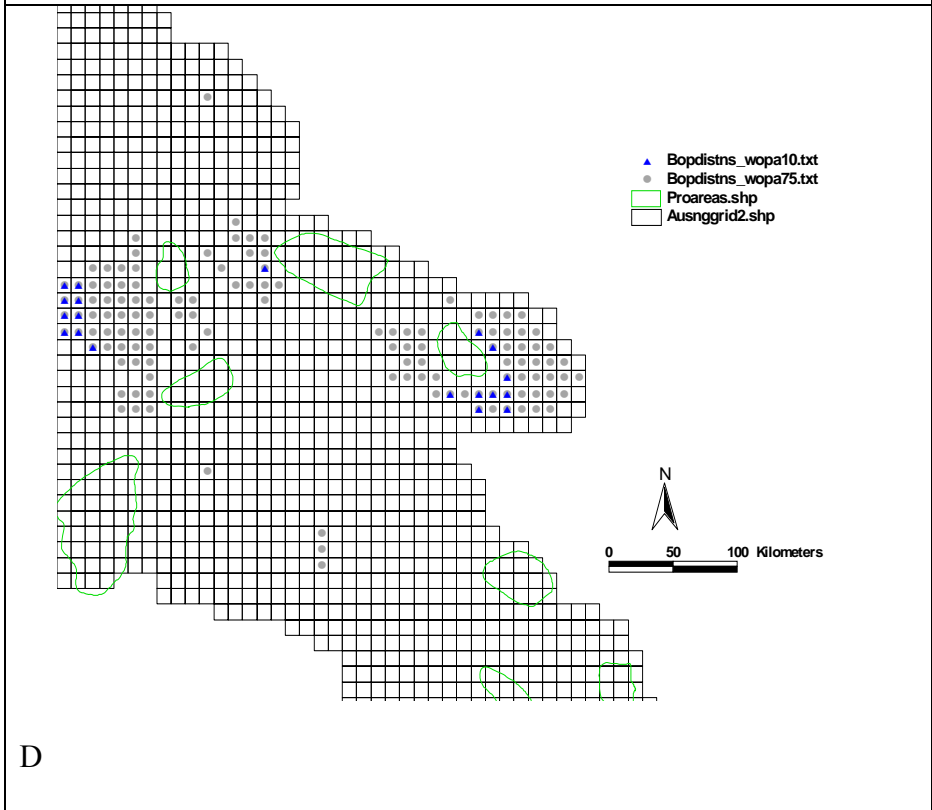 Bopdistns_wopa10.txt
Bopdistns_wopa75.txt
Proareas.shp
Ausnggrid2.shp
N
0 50 100 Kilometers
D